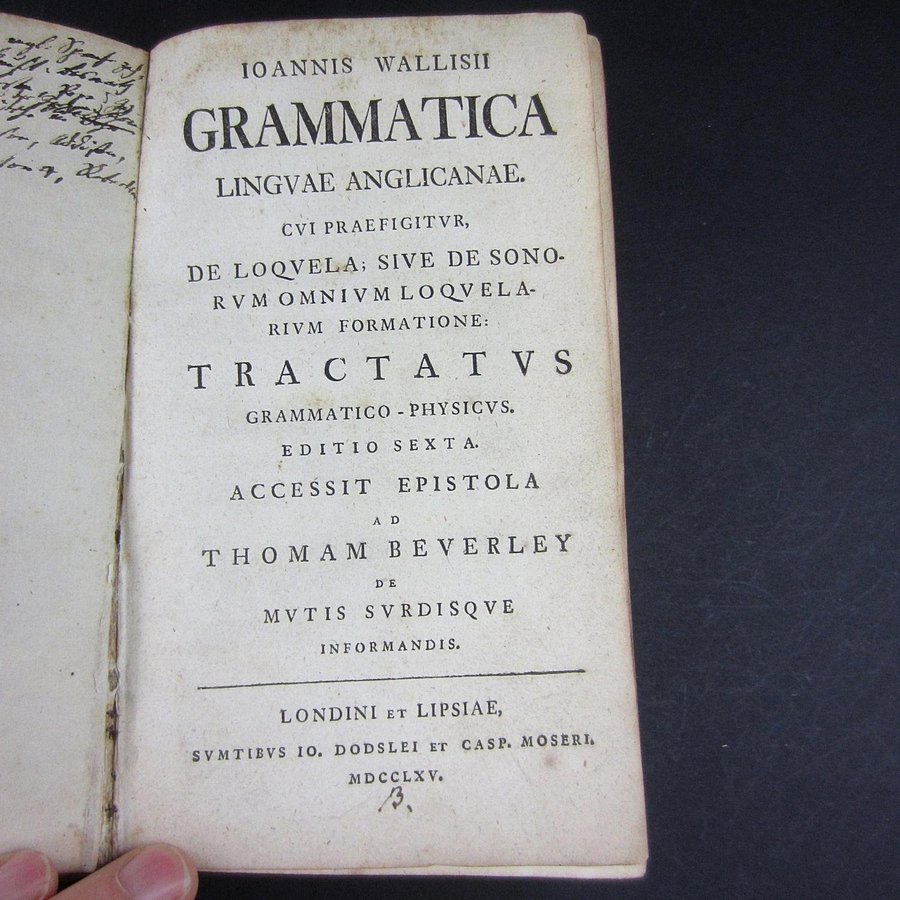 IOANNIS WALLISII
GRAMMATICA
LINGVAE ANGLICANAE.
CVI PRAEFIGITVR,
DE LOQVELA; SIVE DE SONO-
RVM OMNIVM LOQVELA-
RIVM FORMATIONE:
TRACTATVS
GRAMMATICO-PHYSICVS.
EDITIO SEXTA.
ACCESSIT EPISTOLA
AD
THOMAM BEVERLEY
DE
MVTIS SVRDISQVE
INFORMANDIS.
LONDINI ET LIPSIAE,
SVMTIBVS IO. DODSLEI ET CASP. MOSERI.
MDCCLXV.